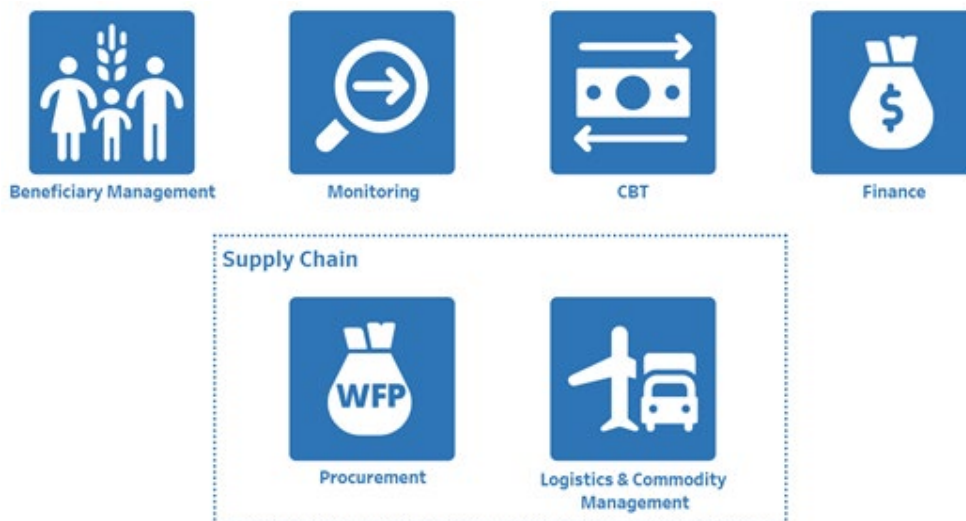 Beneficiary Management
Monitoring
CBT
$
Finance
Supply Chain
WFP
Procurement
Logistics & Commodity
Management